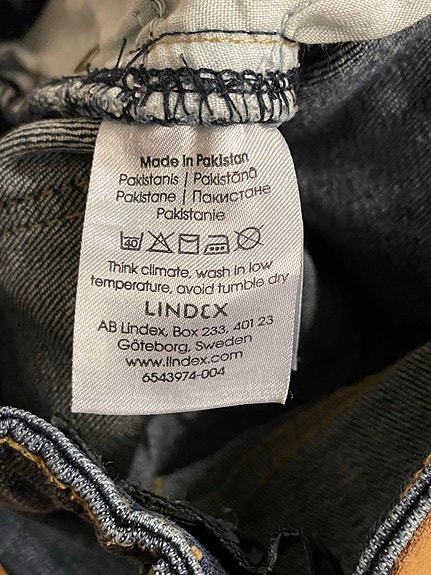 Made in Pakistan
Pakistanis | Pakistānā
Pakistane | Пакистане
Pakistanie
40
Think climate, wash in low
temperature, avoid tumble dry
LINDEX
AB Lindex, Box 233, 401 23
Göteborg, Sweden
www.lindex.com
6543974-004